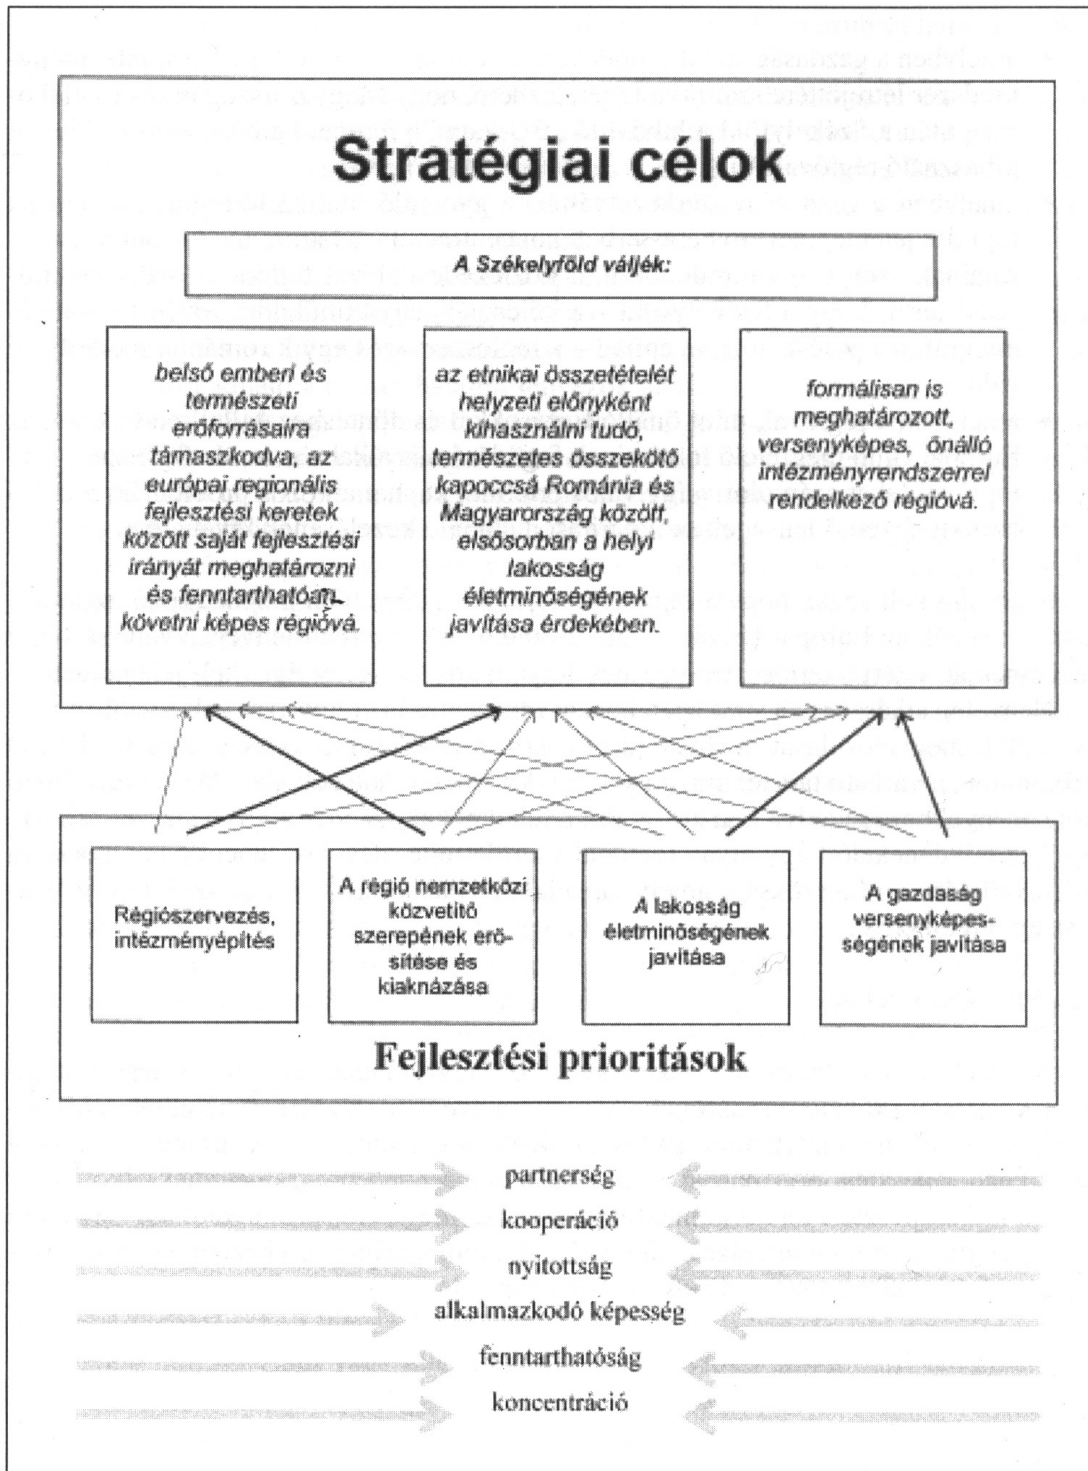 Stratégiai célok
A Székelyföld váljék:
belső emberi és
természeti
erőforrásaira
támaszkodva, az
európai regionális
fejlesztési keretek
között saját fejlesztési
irányát meghatározni
és fenntarthatóan
követni képes régióvá.
az etnikai összetételét
helyzeti előnyként
kihasználni tudó,
természetes összekötő
kapoccsá Románia és
Magyarország között,
elsősorban a helyi
lakosság
életminőségének
javítása érdekében.
formálisan is
meghatározott,
versenyképes, önálló
intézményrendszerrel
rendelkező régióvá.
Régiószervezés,
intézményépítés
A régió nemzetközi
közvetítő
szerepének erő-
sítése és
kiaknázása
A lakosság
életminőségének
javítása
A gazdaság
versenyképes-
ségének javítása
Fejlesztési prioritások
partnerség
kooperáció
nyitottság
alkalmazkodó képesség
fenntarthatóság
koncentráció